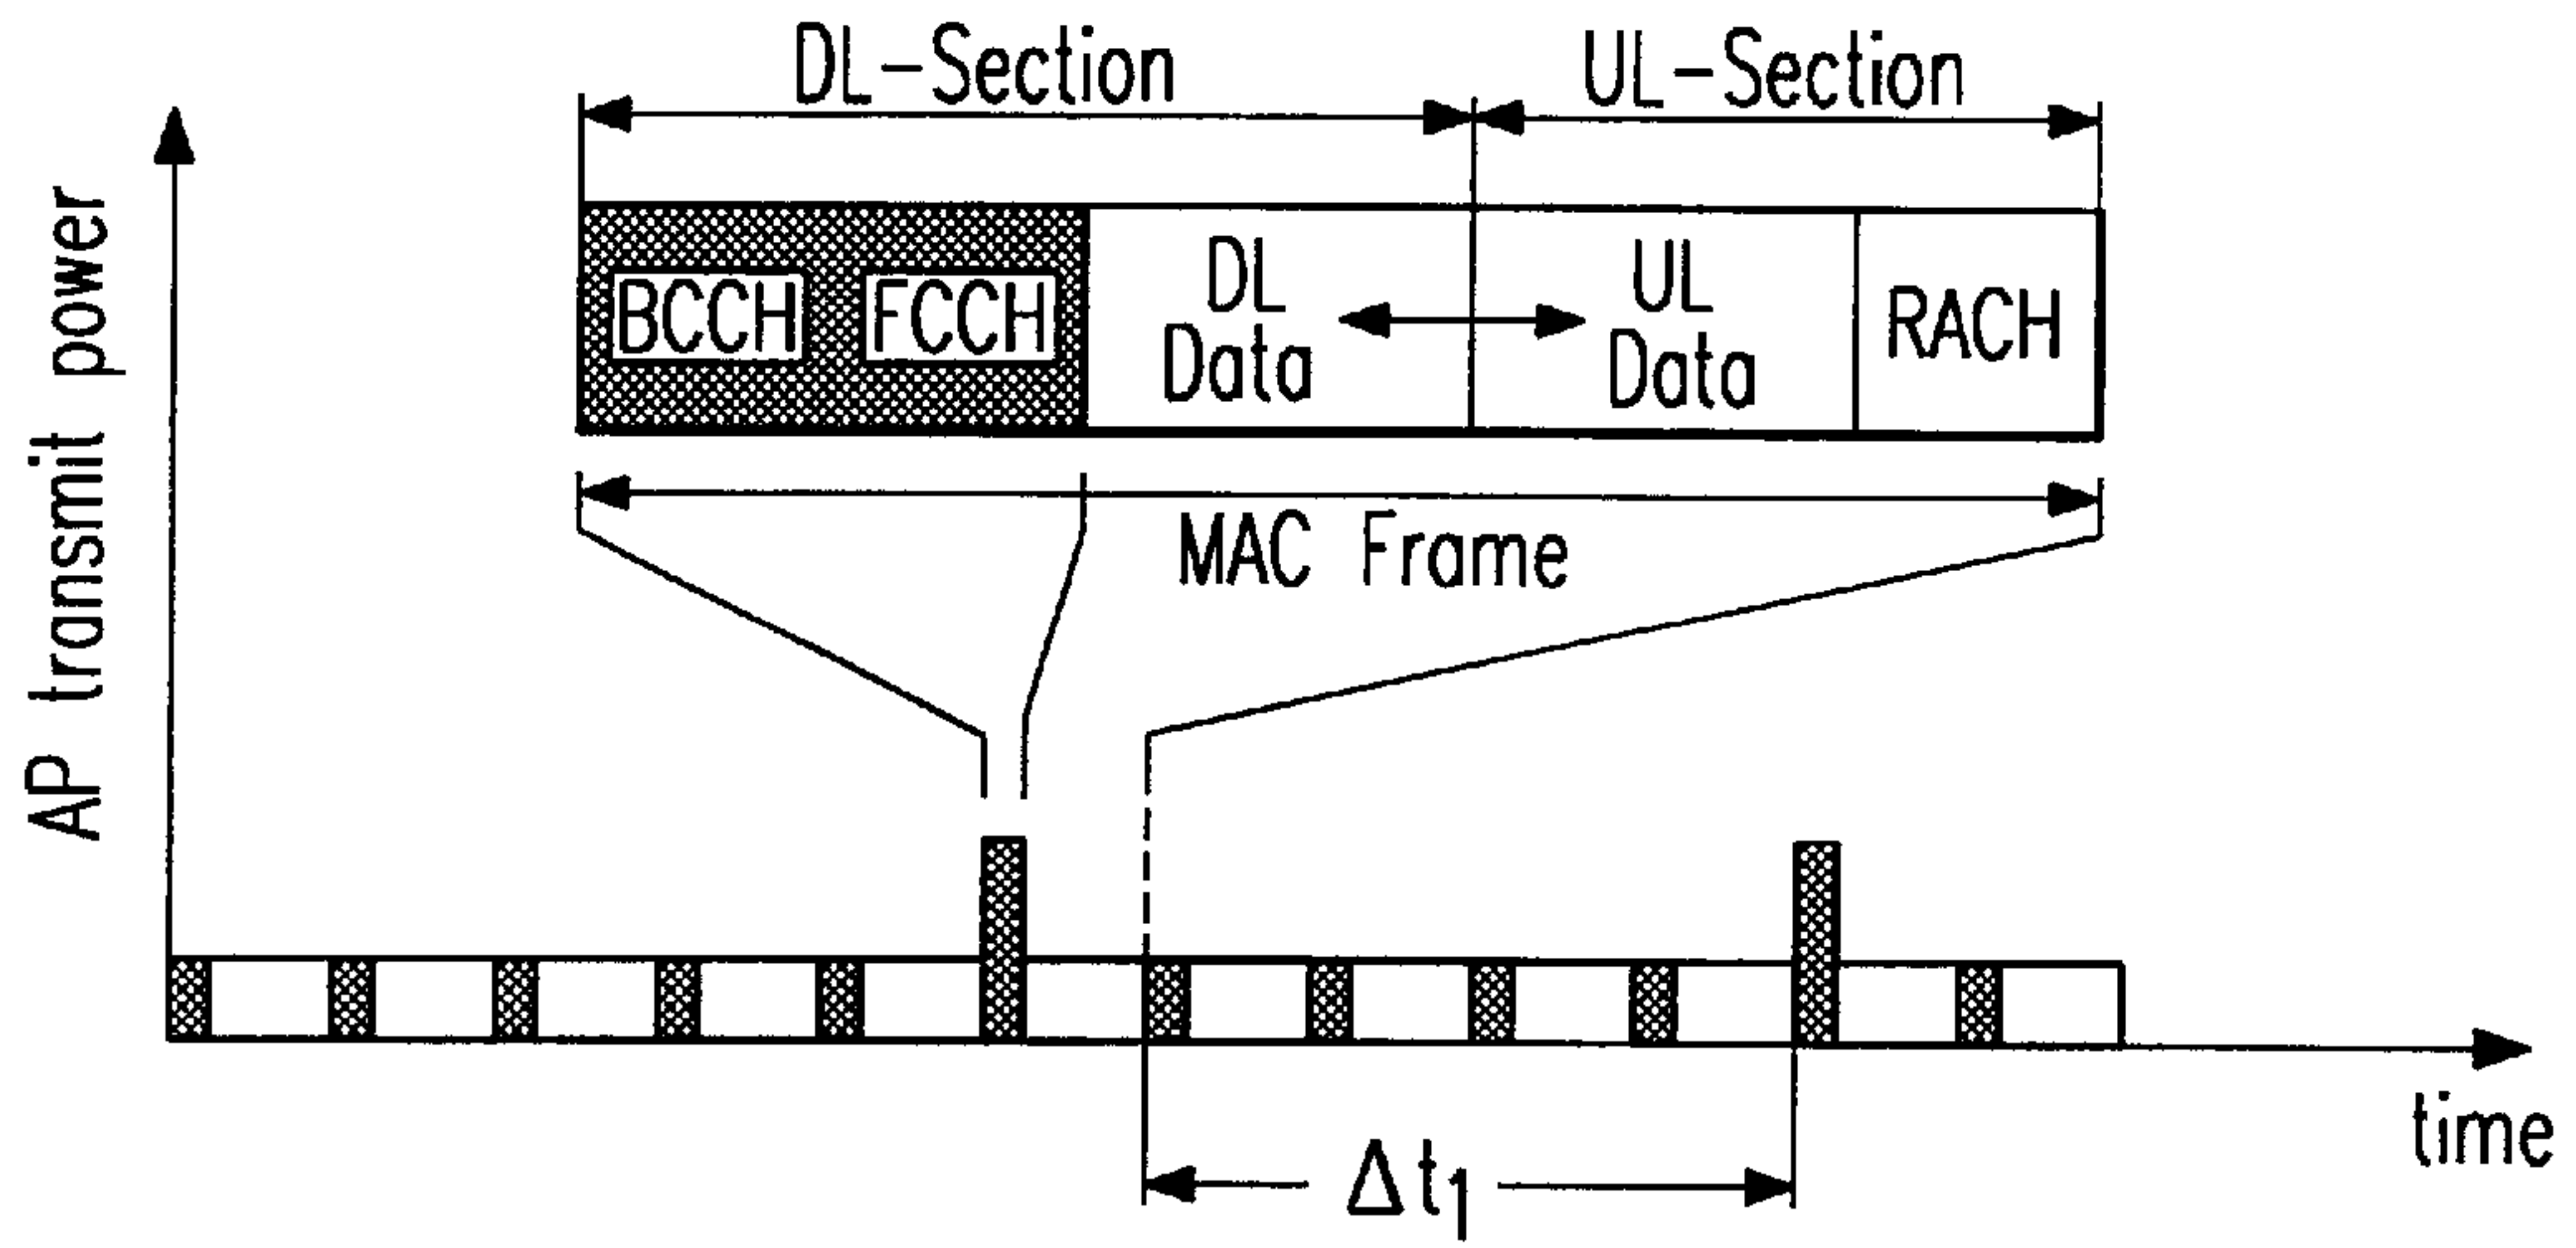 DL-Section
UL-Section
BCCH
FCCH
DL
Data
UL
Data
RACH
MAC Frame
AP transmit power
time
Δt1